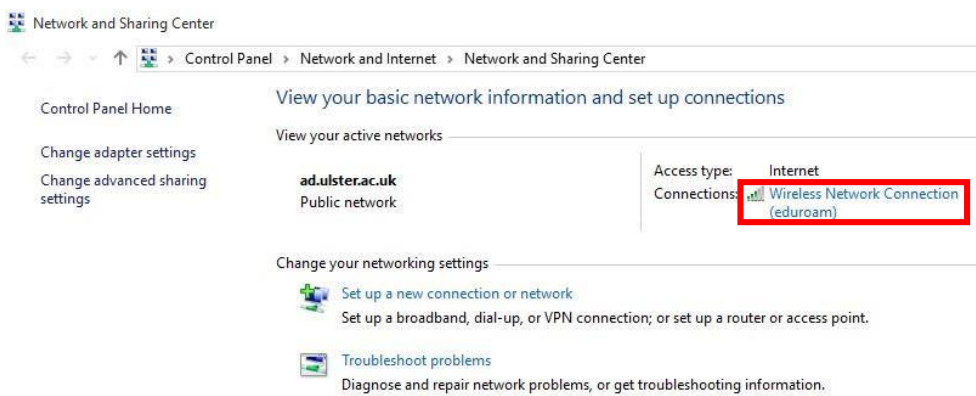 Network and Sharing Center
Control Panel > Network and Internet > Network and Sharing Center
Control Panel Home
Change adapter settings
Change advanced sharing
settings
View your basic network information and set up connections
View your active networks
ad.ulster.ac.uk
Public network
Access type: Internet
Connections: Wireless Network Connection
(eduroam)
Change your networking settings
Set up a new connection or network
Set up a broadband, dial-up, or VPN connection; or set up a router or access point.
Troubleshoot problems
Diagnose and repair network problems, or get troubleshooting information.